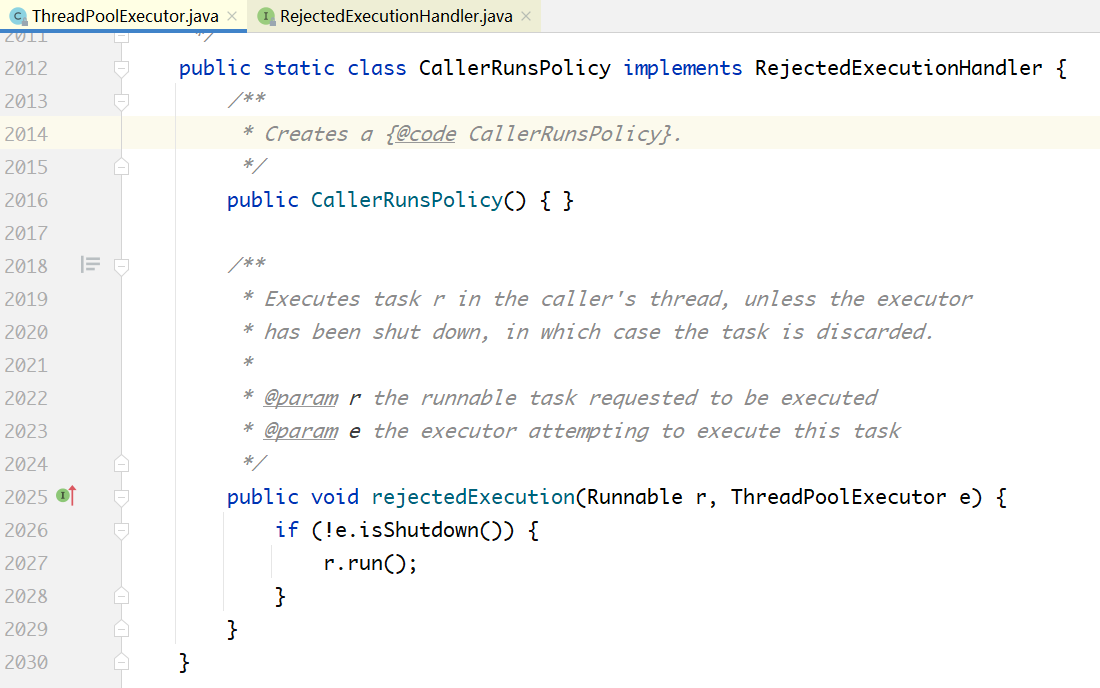 ThreadPoolExecutor.java RejectedExecutionHandler.java
2011 */
2012 public static class CallerRunsPolicy implements RejectedExecutionHandler {
2013 /**
2014 * Creates a {@code CallerRunsPolicy}.
2015 */
2016 public CallerRunsPolicy() { }
2017
2018 /**
2019 * Executes task r in the caller's thread, unless the executor
2020 * has been shut down, in which case the task is discarded.
2021 *
2022 * @param r the runnable task requested to be executed
2023 * @param e the executor attempting to execute this task
2024 */
2025 public void rejectedExecution(Runnable r, ThreadPoolExecutor e) {
2026 if (!e.isShutdown()) {
2027 r.run();
2028 }
2029 }
2030 }